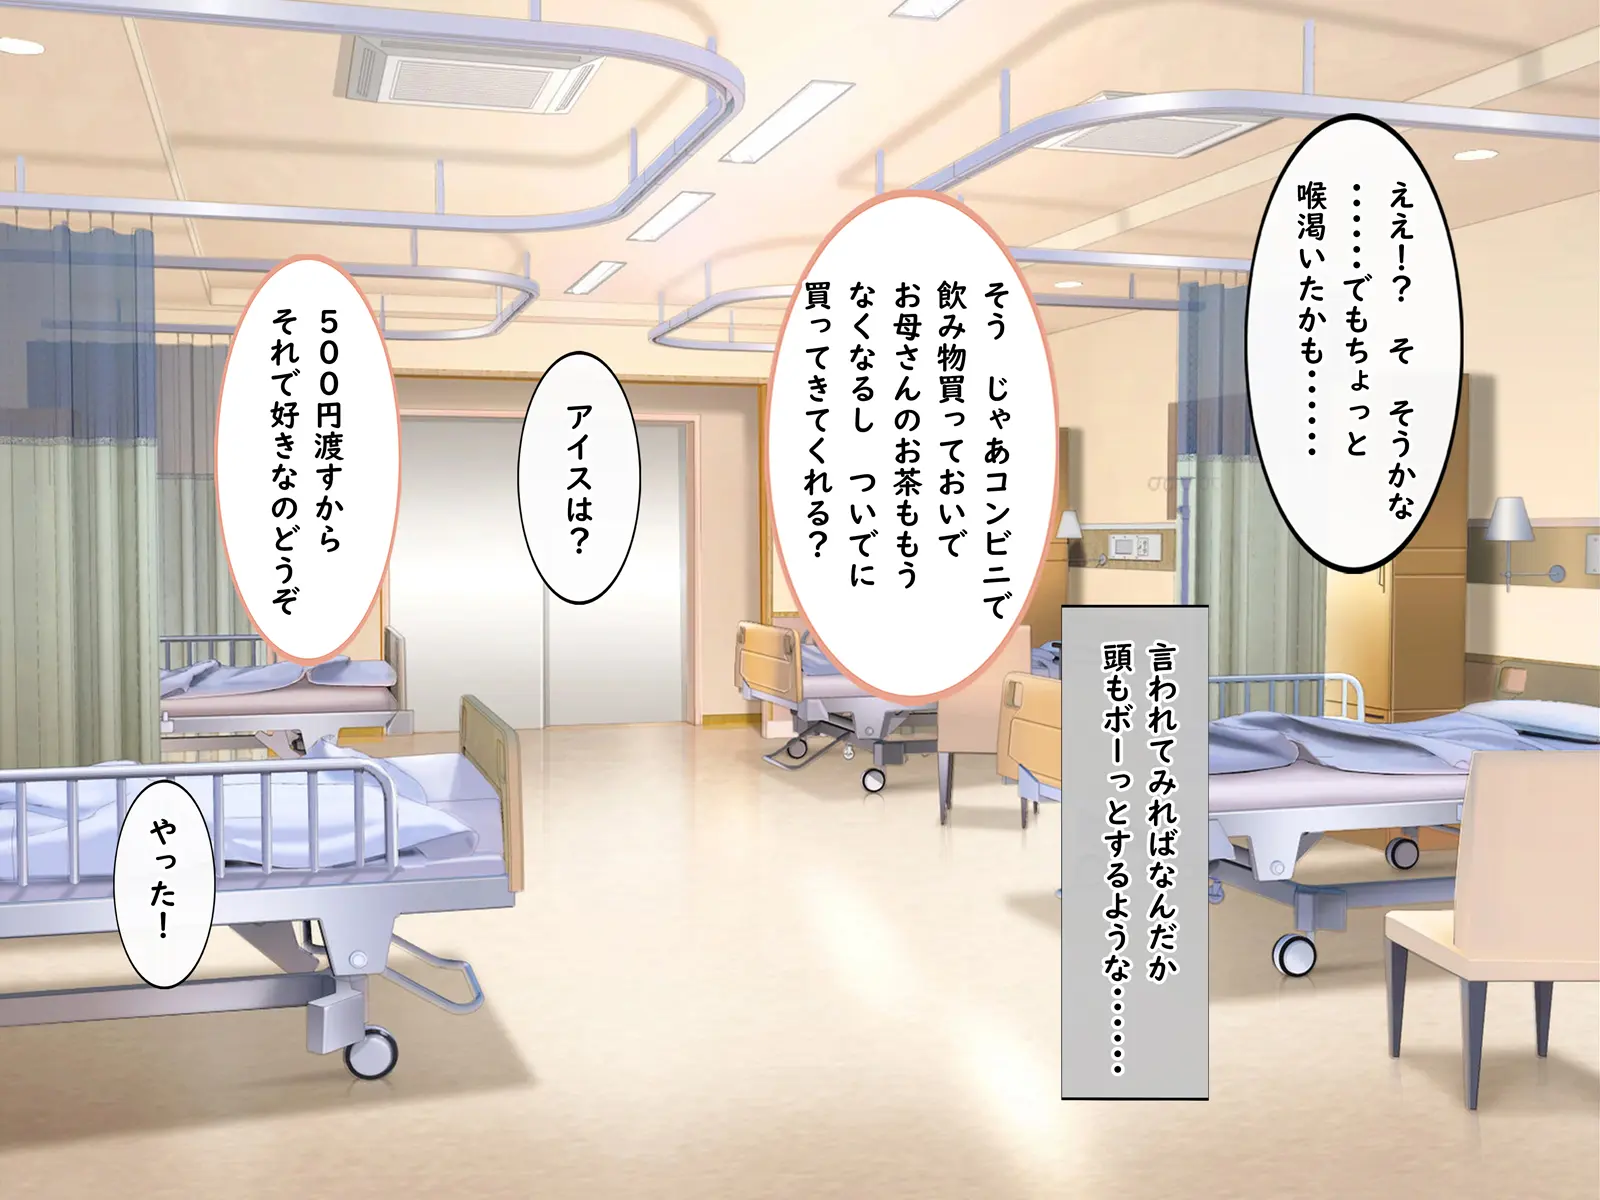 ええ！？　そ　そうかな
・・・・・・でもちょっと
喉渇いたかも・・・・・・
言われてみればなんだか
頭もボーっとするような・・・・・・
そう　じゃあコンビニで
飲み物買っておいで
お母さんのお茶ももう
なくなるし　ついでに
買ってきてくれる？
アイスは？
５００円渡すから
それで好きなのどうぞ
やった！